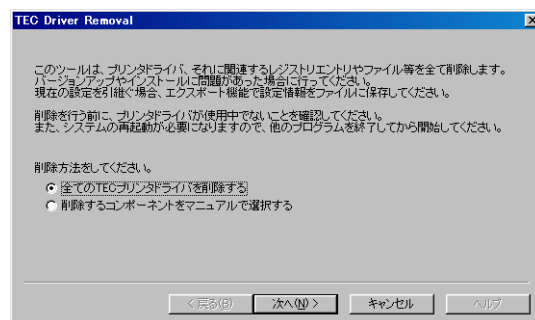 TEC Driver Removal
このツールは、プリンタドライバ、それに関連するレジストリエントリやファイル等を全て削除します。
バージョンアップやインストールに問題があった場合に行ってください。
現在の設定を引継ぐ場合、エクスポート機能で設定情報をファイルに保存してください。
削除を行う前に、プリンタドライバが使用中でないことを確認してください。
また、システムの再起動が必要になりますので、他のプログラムを終了してから開始してください。
削除方法をしてください。
全てのTECプリンタドライバを削除する
削除するコンポーネントをマニュアルで選択する
< 戻る(B)
次へ(N) >
キャンセル
ヘルプ